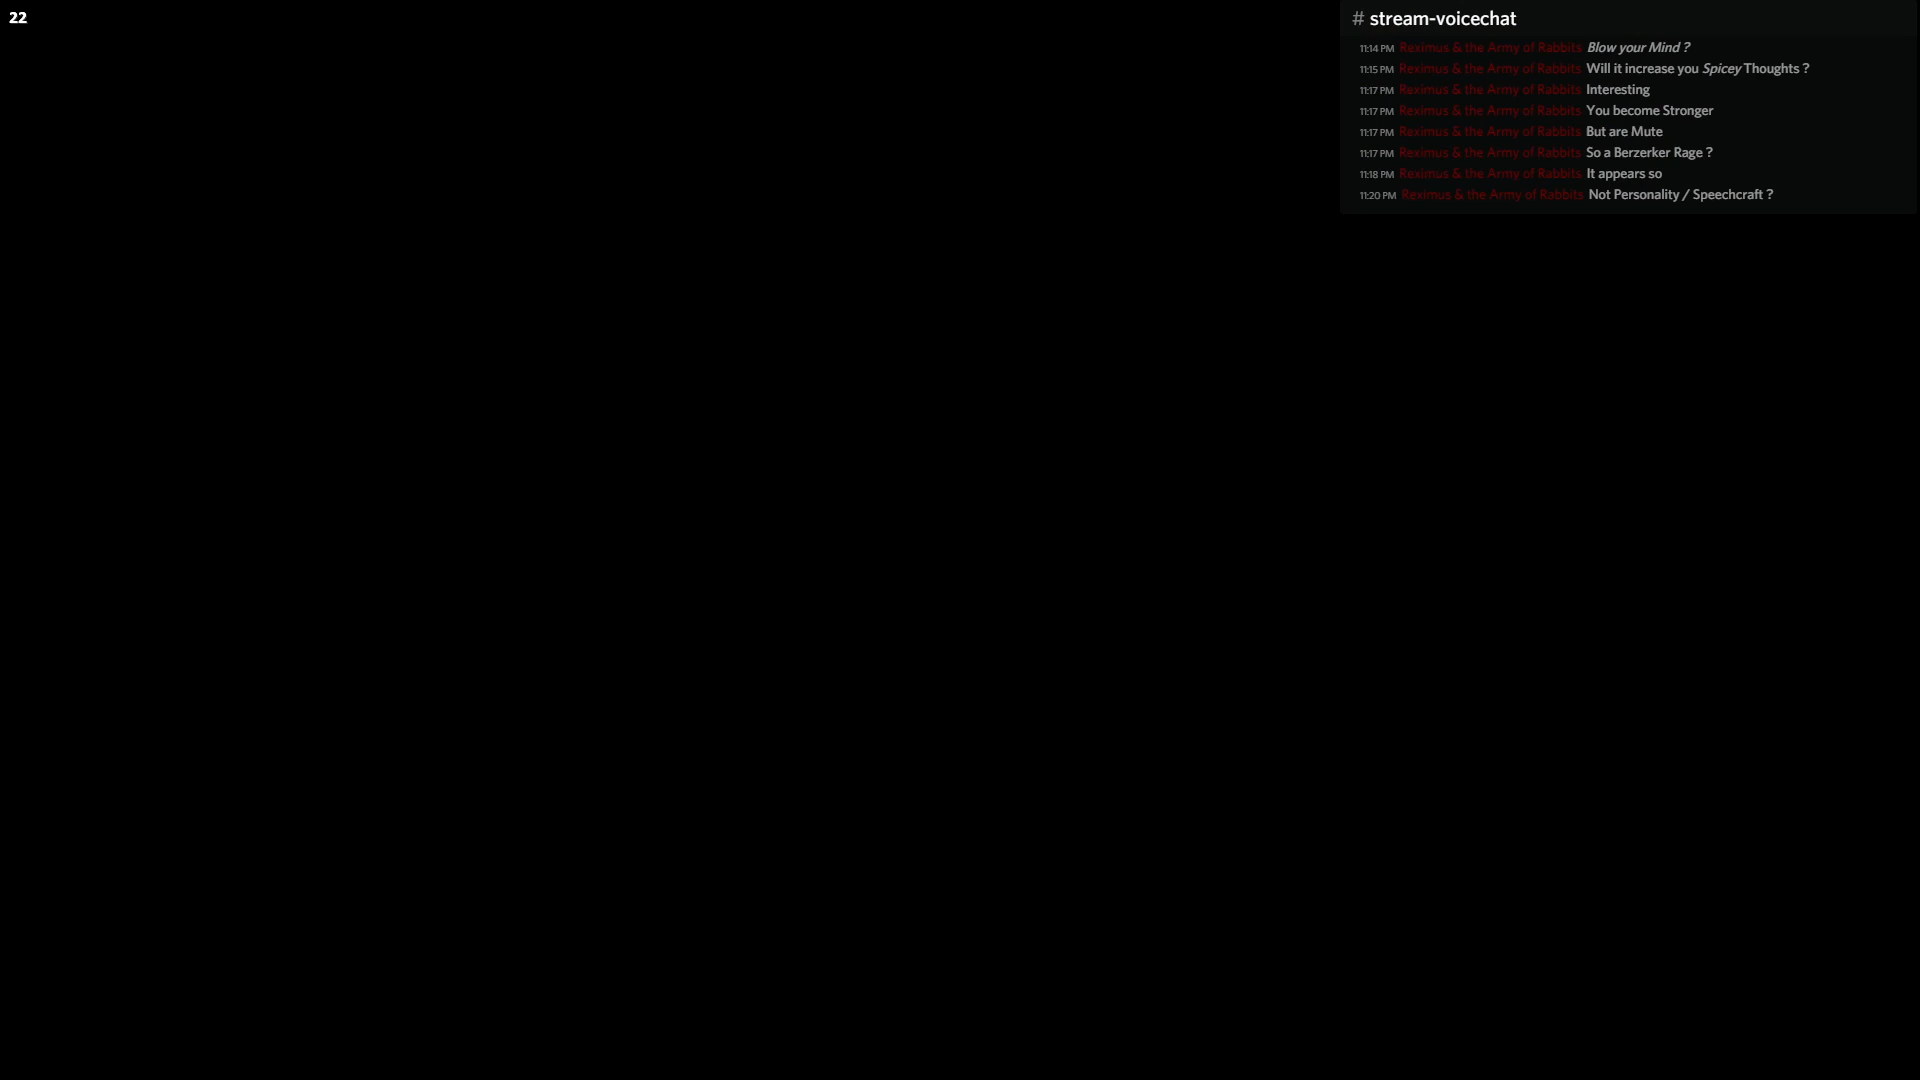 22
# stream-voicechat
11:14 PM Reximus & the Army of Rabbits Blow your Mind ?
11:15 PM Reximus & the Army of Rabbits Will it increase you Spicey Thoughts ?
11:17 PM Reximus & the Army of Rabbits Interesting
11:17 PM Reximus & the Army of Rabbits You become Stronger
11:17 PM Reximus & the Army of Rabbits But are Mute
11:17 PM Reximus & the Army of Rabbits So a Berzerker Rage ?
11:18 PM Reximus & the Army of Rabbits It appears so
11:20 PM Reximus & the Army of Rabbits Not Personality / Speechcraft ?